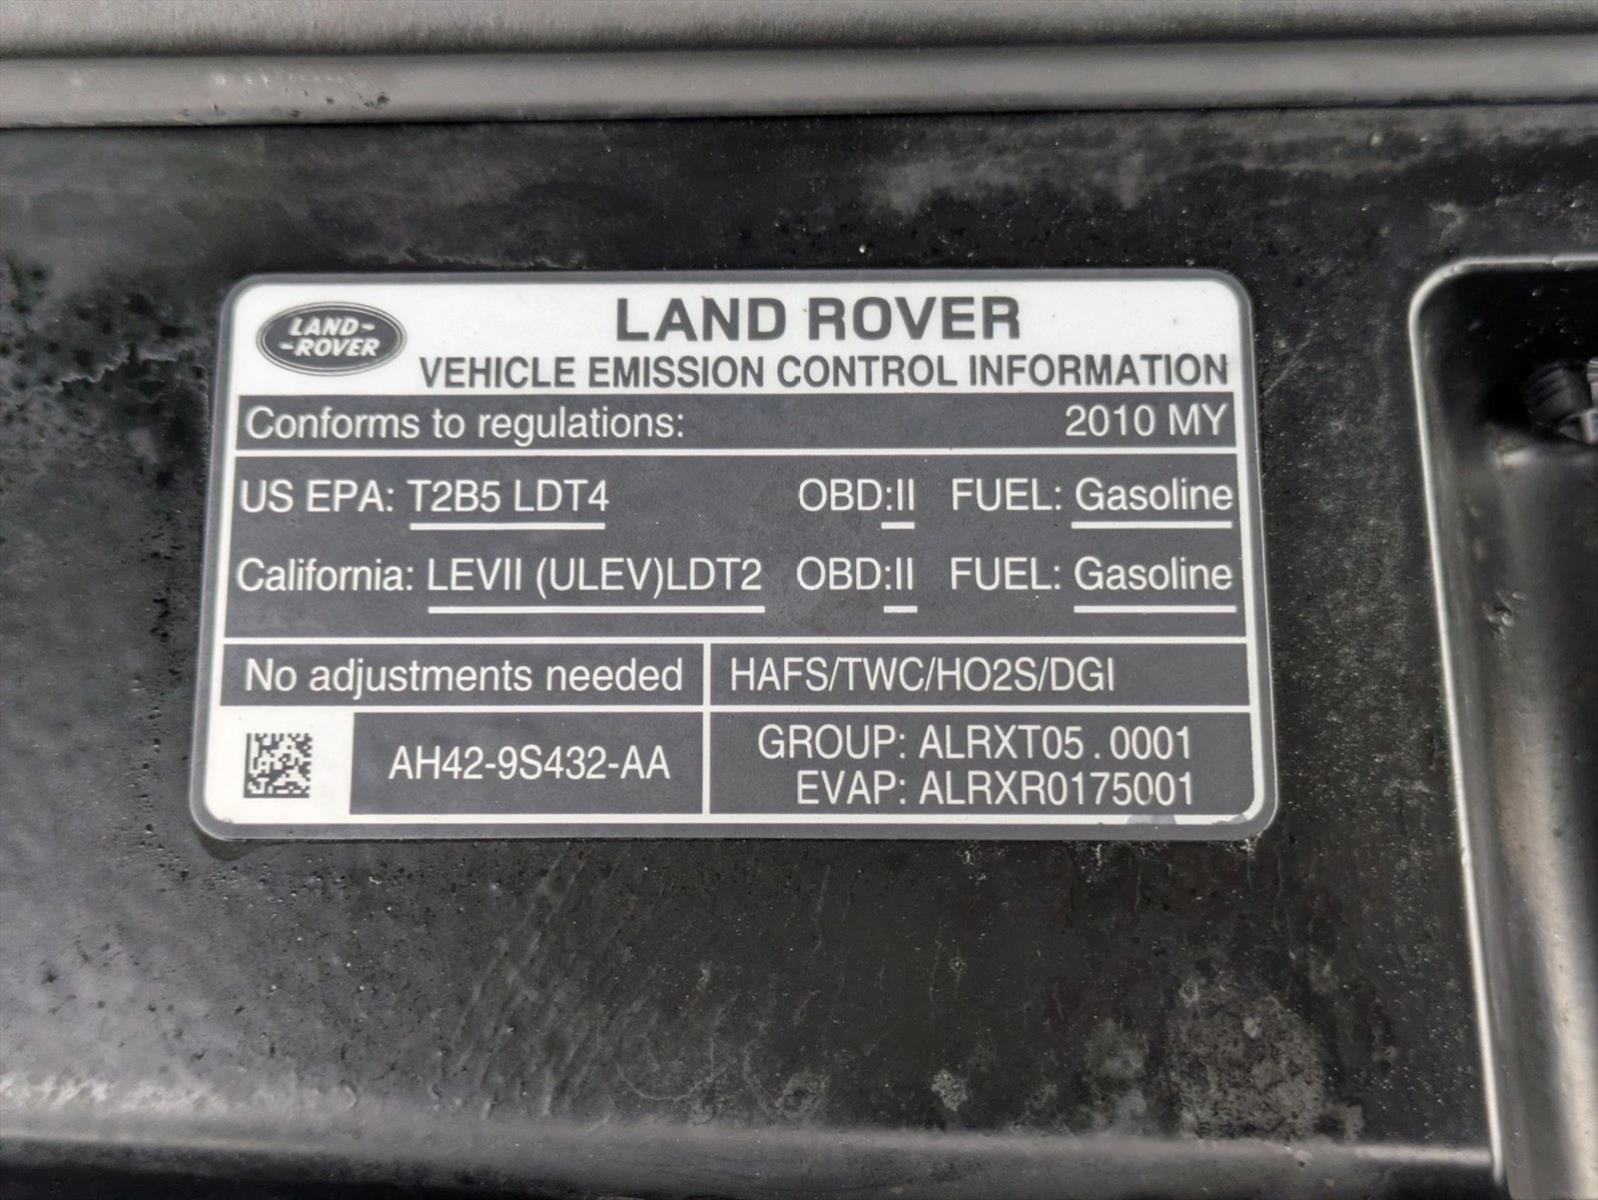 LAND-
-ROVER
LAND ROVER
VEHICLE EMISSION CONTROL INFORMATION
Conforms to regulations: 2010 MY
US EPA: T2B5 LDT4 OBD:II FUEL: Gasoline
California: LEVII (ULEV)LDT2 OBD:II FUEL: Gasoline
No adjustments needed HAFS/TWC/HO2S/DGI
AH42-9S432-AA
GROUP: ALRXT05.0001
EVAP: ALRXR0175001